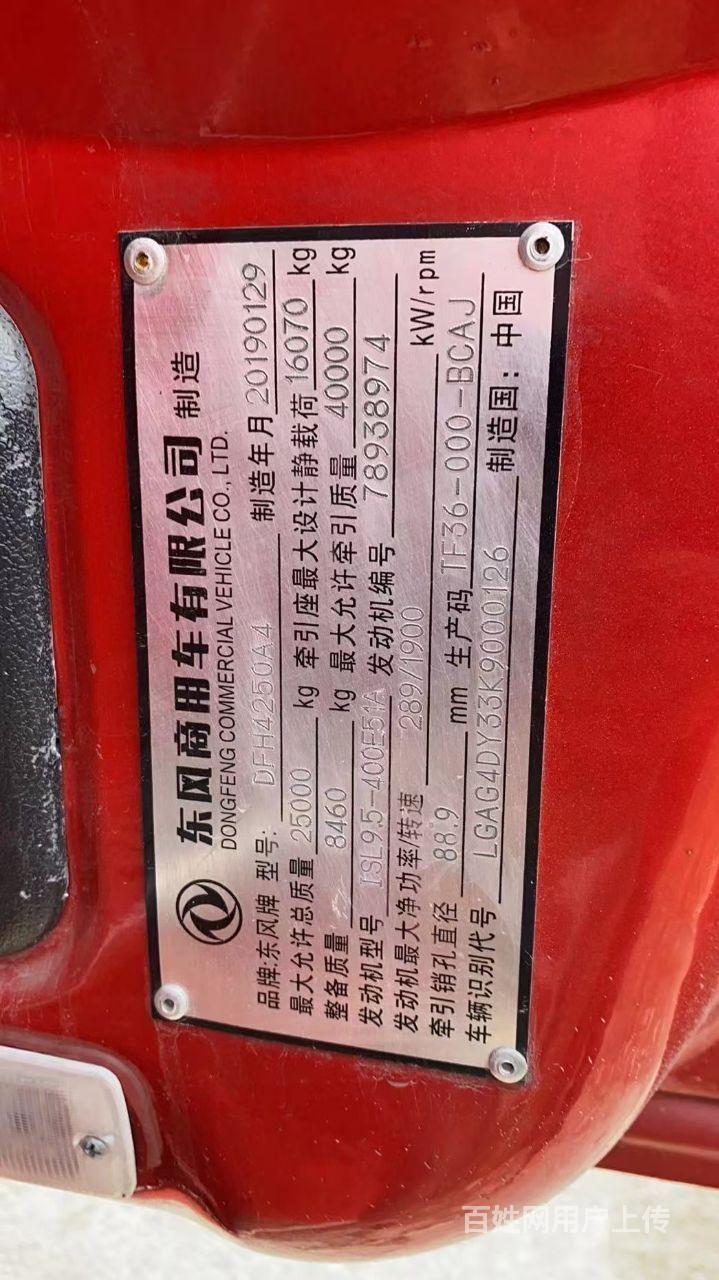 东风商用车有限公司 制造
DONGFENG COMMERCIAL VEHICLE CO., LTD.
品牌:东风牌 型号: DFH4250A4 制造年月 20190129
最大允许总质量 25000 kg 牵引座最大设计静载荷 16070 kg
整备质量 8460 kg 最大允许牵引质量 40000 kg
发动机型号 ISL9.5-400E51A 发动机编号 78938974
发动机最大净功率/转速 289/1900 kW/rpm
牵引销孔直径 88.9 mm 生产码 TF36-000-BCAJ
车辆识别代号 LGAG4DY33K9000126 制造国: 中国
百姓网用户上传